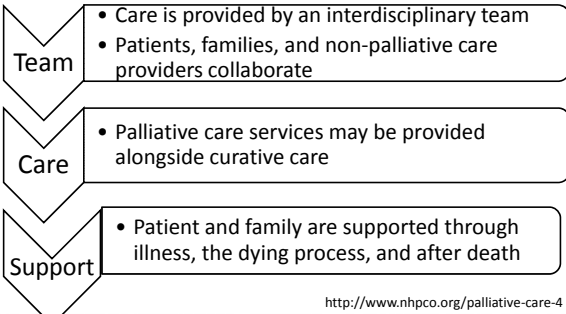 Team
• Care is provided by an interdisciplinary team
• Patients, families, and non-palliative care
providers collaborate
Care
• Palliative care services may be provided
alongside curative care
Support
• Patient and family are supported through
illness, the dying process, and after death
http://www.nhpco.org/palliative-care-4